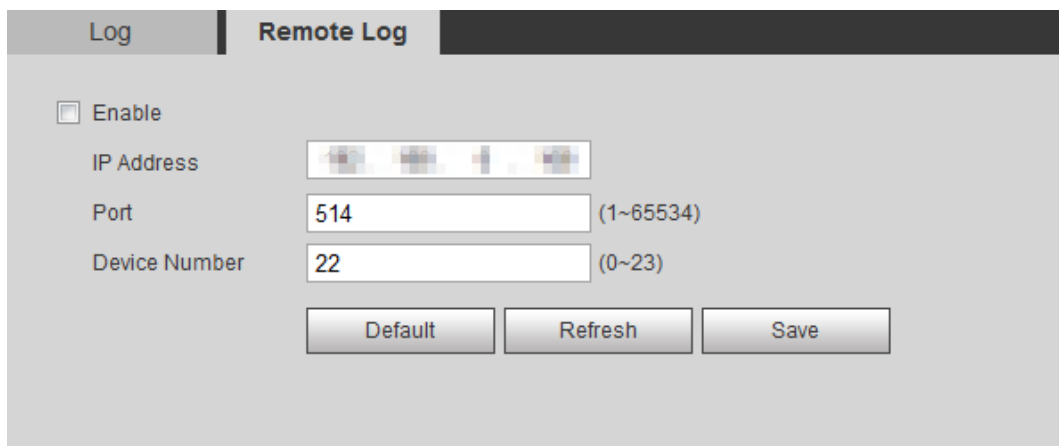 Log Remote Log
Enable
IP Address
Port 514 (1~65534)
Device Number 22 (0~23)
Default Refresh Save